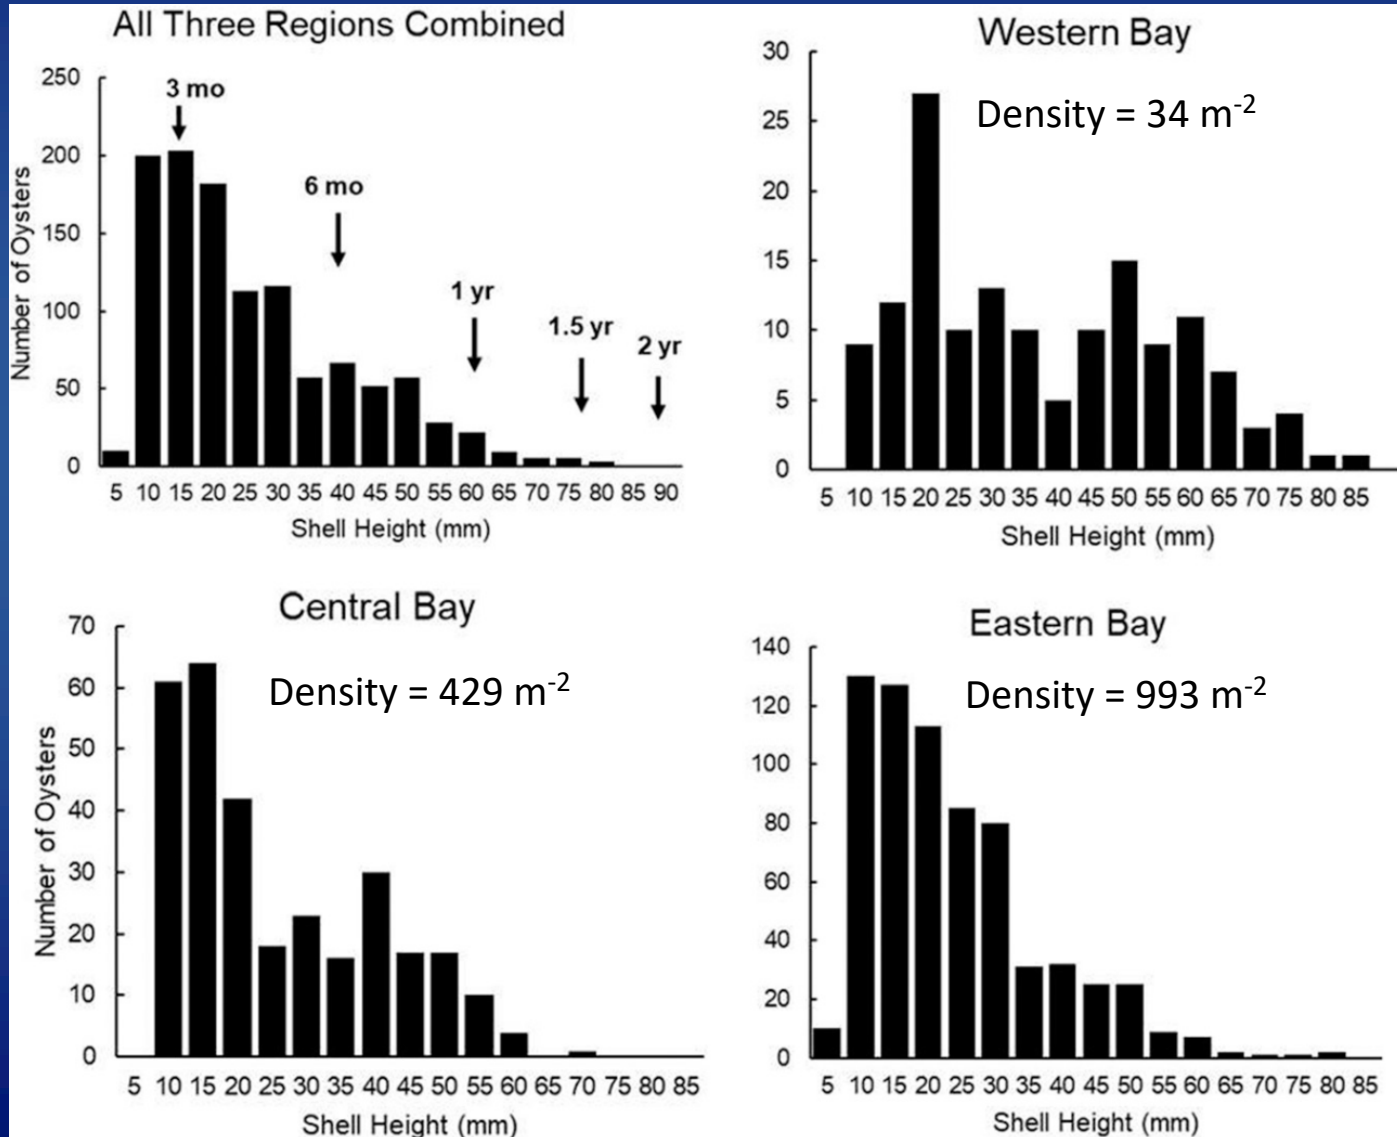 All Three Regions Combined
250
200
150
100
50
0
Number of Oysters
3 mo
6 mo
1 yr
1.5 yr
2 yr
5 10 15 20 25 30 35 40 45 50 55 60 65 70 75 80 85 90
Shell Height (mm)
Western Bay
Density = 34 m-2
30
25
20
15
10
5
0
5 10 15 20 25 30 35 40 45 50 55 60 65 70 75 80 85
Shell Height (mm)
Central Bay
Density = 429 m-2
70
60
50
40
30
20
10
0
Number of Oysters
5 10 15 20 25 30 35 40 45 50 55 60 65 70 75 80 85
Shell Height (mm)
Eastern Bay
Density = 993 m-2
140
120
100
80
60
40
20
0
5 10 15 20 25 30 35 40 45 50 55 60 65 70 75 80 85
Shell Height (mm)